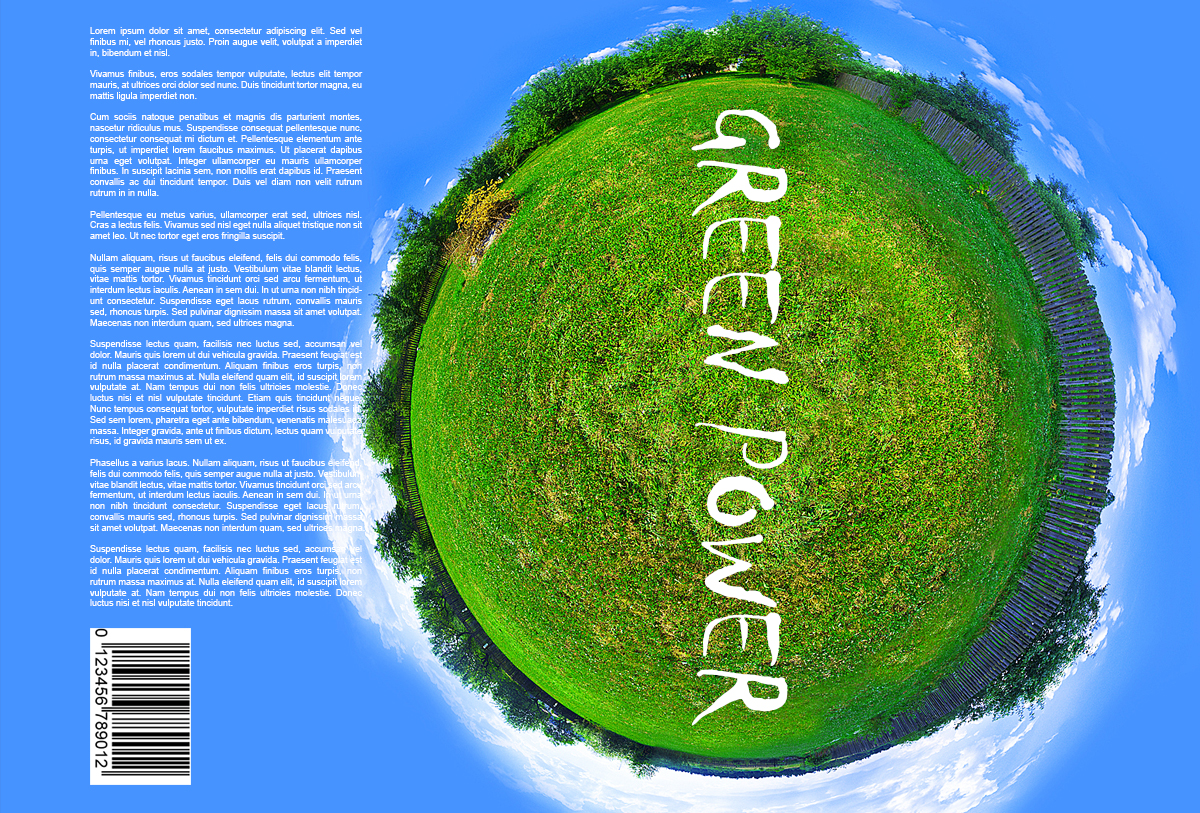 Lorem ipsum dolor sit amet, consectetur adipiscing elit. Sed vel
finibus mi, vel rhoncus justo. Proin augue velit, volutpat a imperdiet
in, bibendum et nisl.
Vivamus finibus, eros sodales tempor vulputate, lectus elit tempor
mauris, at ultrices orci dolor sed nunc. Duis tincidunt tortor magna, eu
mattis ligula imperdiet non.
Cum sociis natoque penatibus et magnis dis parturient montes,
nascetur ridiculus mus. Suspendisse consequat pellentesque nunc,
consectetur consequat mi dictum et. Pellentesque elementum ante
turpis, ut imperdiet lorem faucibus maximus. Ut placerat dapibus
urna eget volutpat. Integer ullamcorper eu mauris ullamcorper
finibus. In suscipit lacinia sem, non mollis erat dapibus id. Praesent
convallis ac dui tincidunt tempor. Duis vel diam non velit rutrum
rutrum in in nulla.
Pellentesque eu metus varius, ullamcorper erat sed, ultrices nisl.
Cras a lectus felis. Vivamus sed nisl eget nulla aliquet tristique non sit
amet leo. Ut nec tortor eget eros fringilla suscipit.
Nullam aliquam, risus ut faucibus eleifend, felis dui commodo felis,
quis semper augue nulla at justo. Vestibulum vitae blandit lectus,
vitae mattis tortor. Vivamus tincidunt orci sed arcu fermentum, ut
interdum lectus iaculis. Aenean in sem dui. In ut urna non nibh tincid-
unt consectetur. Suspendisse eget lacus rutrum, convallis mauris
sed, rhoncus turpis. Sed pulvinar dignissim massa sit amet volutpat.
Maecenas non interdum quam, sed ultrices magna.
Suspendisse lectus quam, facilisis nec luctus sed, accumsan vel
dolor. Mauris quis lorem ut dui vehicula gravida. Praesent feugiat est
id nulla placerat condimentum. Aliquam finibus eros turpis, non
rutrum massa maximus at. Nulla eleifend quam elit, id suscipit lorem
vulputate at. Nam tempus dui non felis ultricies molestie. Donec
luctus nisi et nisl vulputate tincidunt. Etiam quis tincidunt neque.
Nunc tempus consequat tortor, vulputate imperdiet risus sodales id.
Sed sem lorem, pharetra eget ante bibendum, venenatis malesuada
massa. Integer gravida, ante ut finibus dictum, lectus quam vulputate
risus, id gravida mauris sem ut ex.
Phasellus a varius lacus. Nullam aliquam, risus ut faucibus eleifend,
felis dui commodo felis, quis semper augue nulla at justo. Vestibulum
vitae blandit lectus, vitae mattis tortor. Vivamus tincidunt orci sed arcu
fermentum, ut interdum lectus iaculis. Aenean in sem dui. In ut urna
non nibh tincidunt consectetur. Suspendisse eget lacus rutrum,
convallis mauris sed, rhoncus turpis. Sed pulvinar dignissim massa
sit amet volutpat. Maecenas non interdum quam, sed ultrices magna.
Suspendisse lectus quam, facilisis nec luctus sed, accumsan vel
dolor. Mauris quis lorem ut dui vehicula gravida. Praesent feugiat est
id nulla placerat condimentum. Aliquam finibus eros turpis, non
rutrum massa maximus at. Nulla eleifend quam elit, id suscipit lorem
vulputate at. Nam tempus dui non felis ultricies molestie. Donec
luctus nisi et nisl vulputate tincidunt.
0 123456 789012
GREEN POWER